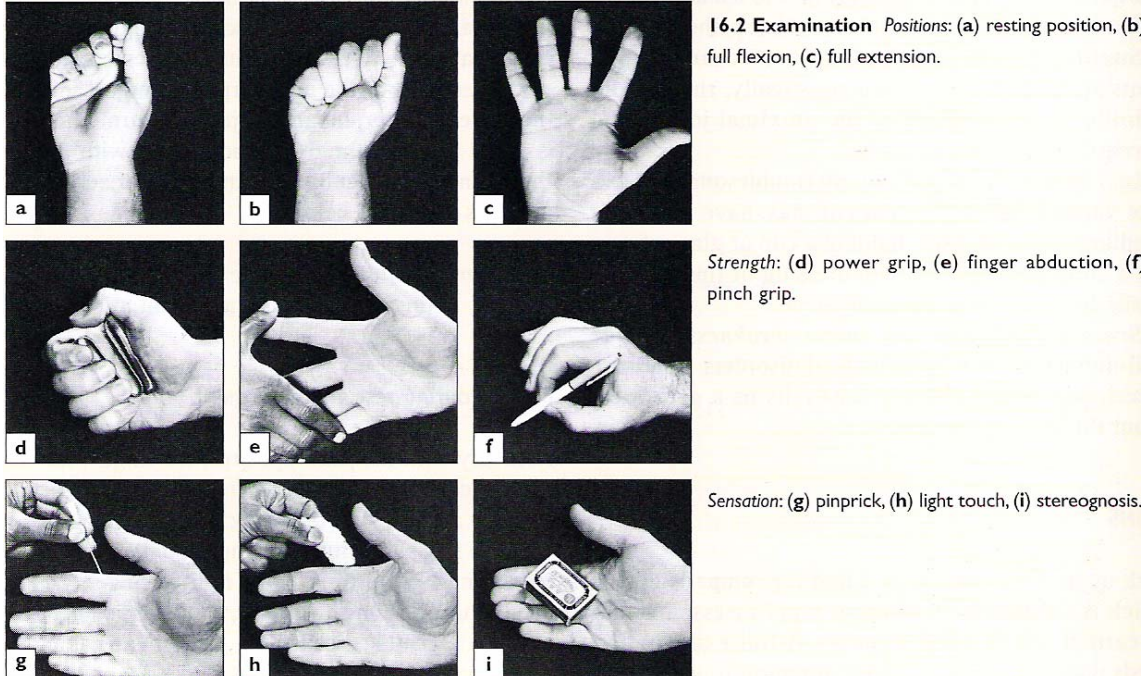 16.2 Examination Positions: (a) resting position, (b)
full flexion, (c) full extension.
a
b
c
Strength: (d) power grip, (e) finger abduction, (f)
pinch grip.
d
e
f
Sensation: (g) pinprick, (h) light touch, (i) stereognosis.
g
h
i